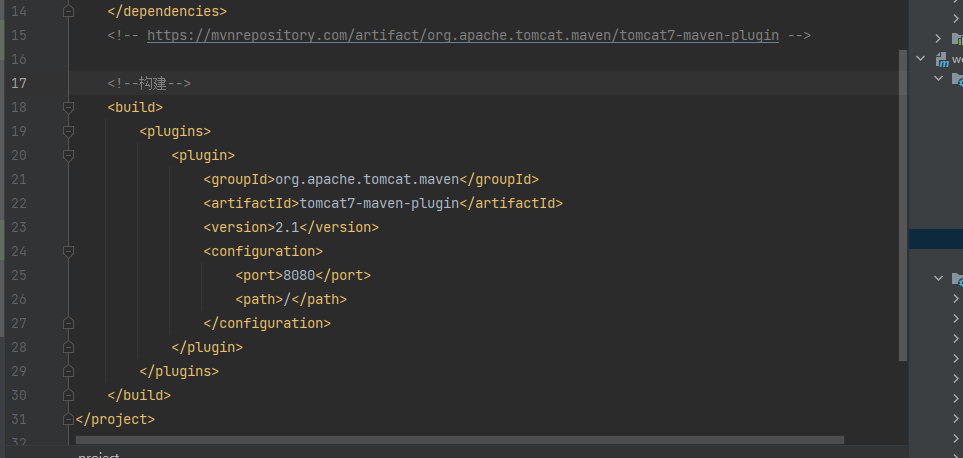 14 </dependencies>
15 <!-- https://mvnrepository.com/artifact/org.apache.tomcat.maven/tomcat7-maven-plugin -->
16
17 <!--构建-->
18 <build>
19 <plugins>
20 <plugin>
21 <groupId>org.apache.tomcat.maven</groupId>
22 <artifactId>tomcat7-maven-plugin</artifactId>
23 <version>2.1</version>
24 <configuration>
25 <port>8080</port>
26 <path>/</path>
27 </configuration>
28 </plugin>
29 </plugins>
30 </build>
31 </project>
32
project